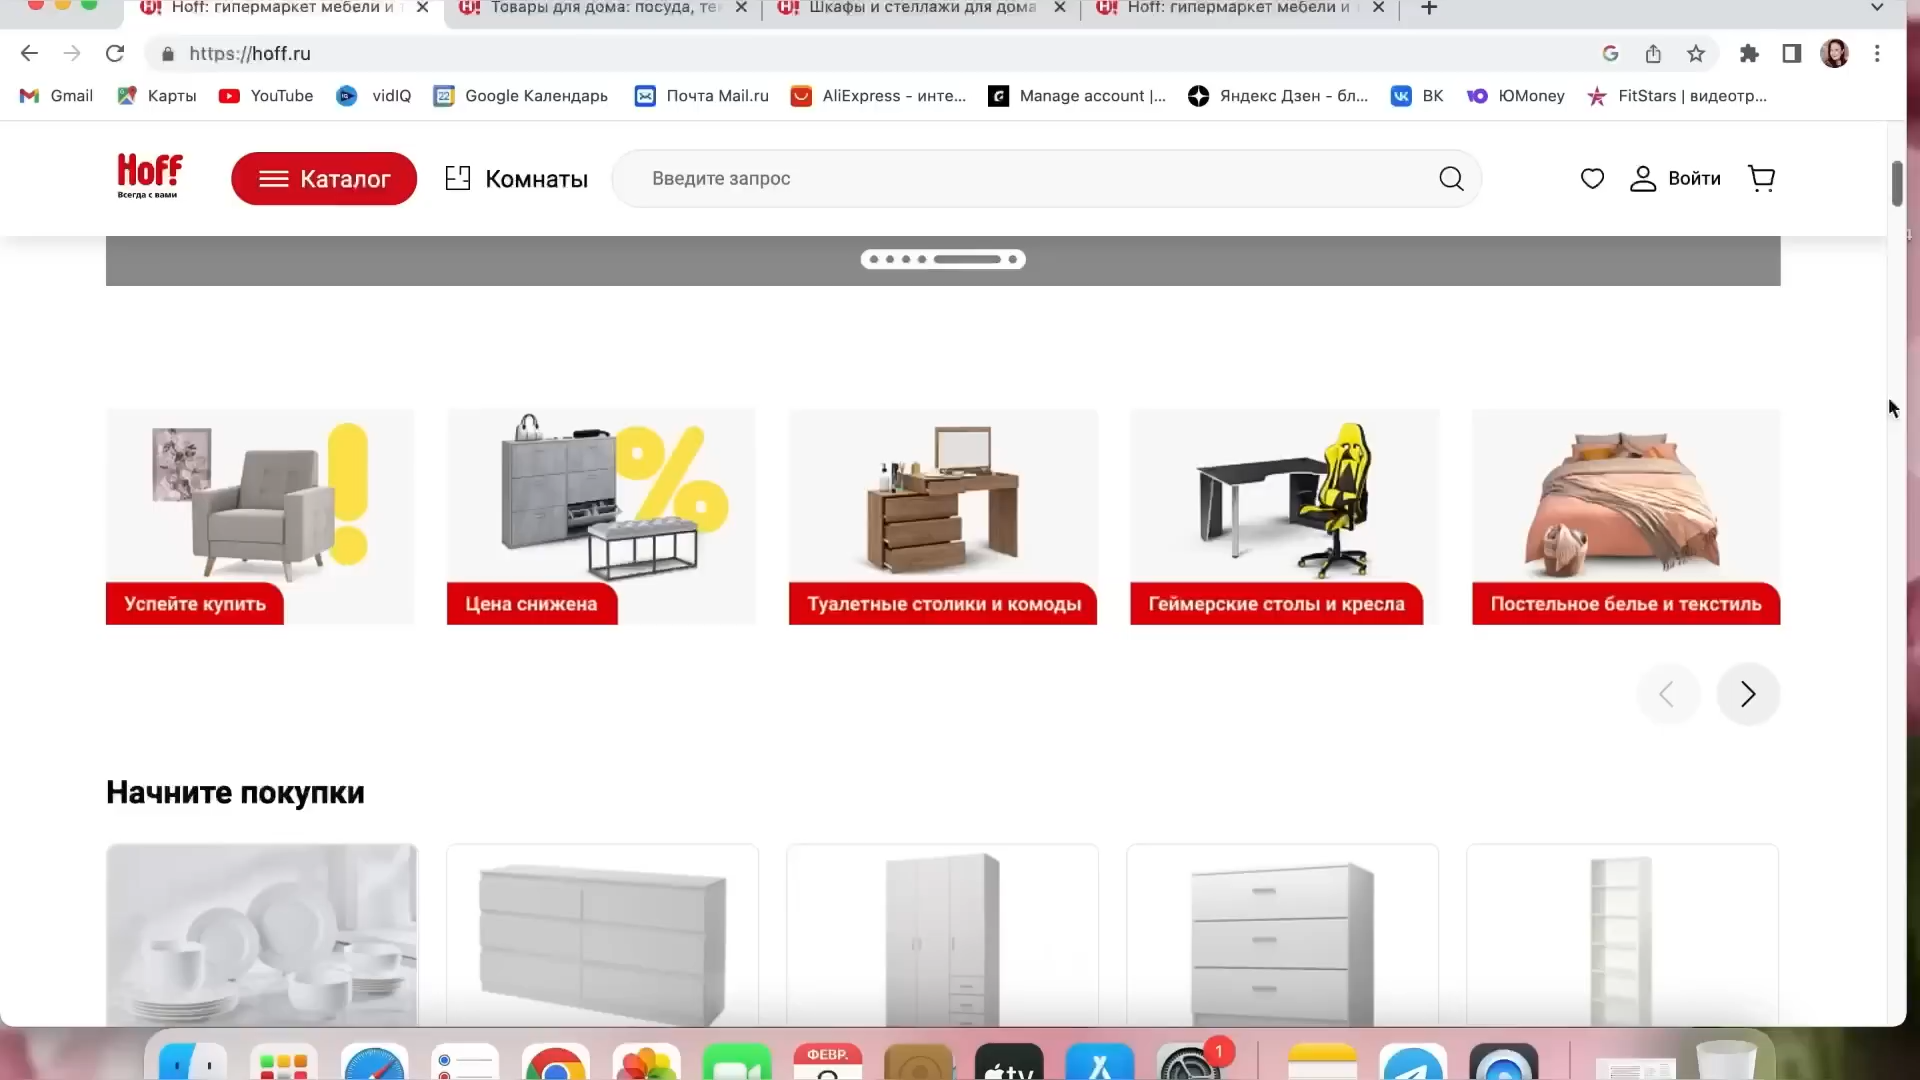 Hoff: гипермаркет мебели и т
Товары для дома: посуда, те
Шкафы и стеллажи для дома
Hoff: гипермаркет мебели и
https://hoff.ru
Gmail
Карты
YouTube
vidIQ
Google Календарь
Почта Mail.ru
AliExpress - инте...
Manage account |...
Яндекс Дзен - бл...
ВК
ЮMoney
FitStars | видеотр...
Hoff
Всегда с вами
Каталог
Комнаты
Введите запрос
Войти
%
Успейте купить
Цена снижена
Туалетные столики и комоды
Геймерские столы и кресла
Постельное белье и текстиль
Начните покупки
ФЕВР.
tv
1